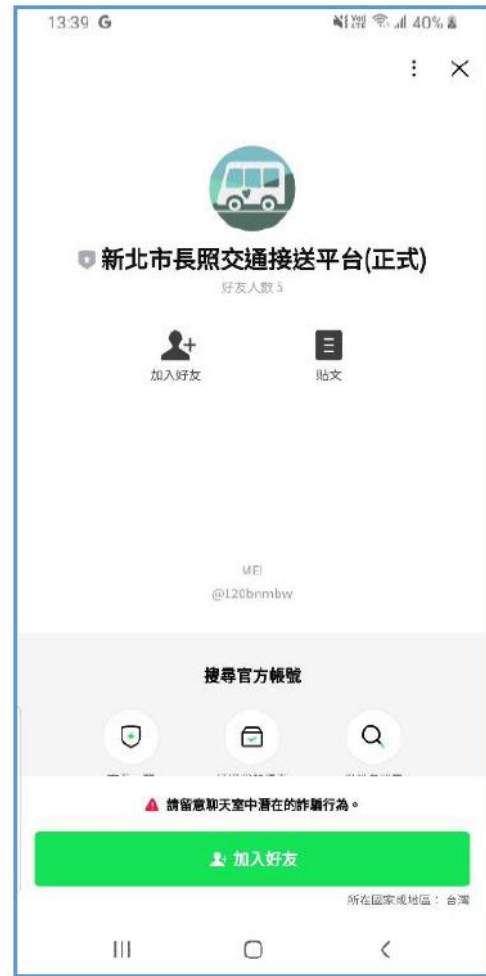 13:39 G
40%
新北市長照交通接送平台(正式)
好友人數 5
加入好友
貼文
MEI
@120bnmbw
搜尋官方帳號
請留意聊天室中潛在的詐騙行為。
加入好友
所在國家或地區： 台灣